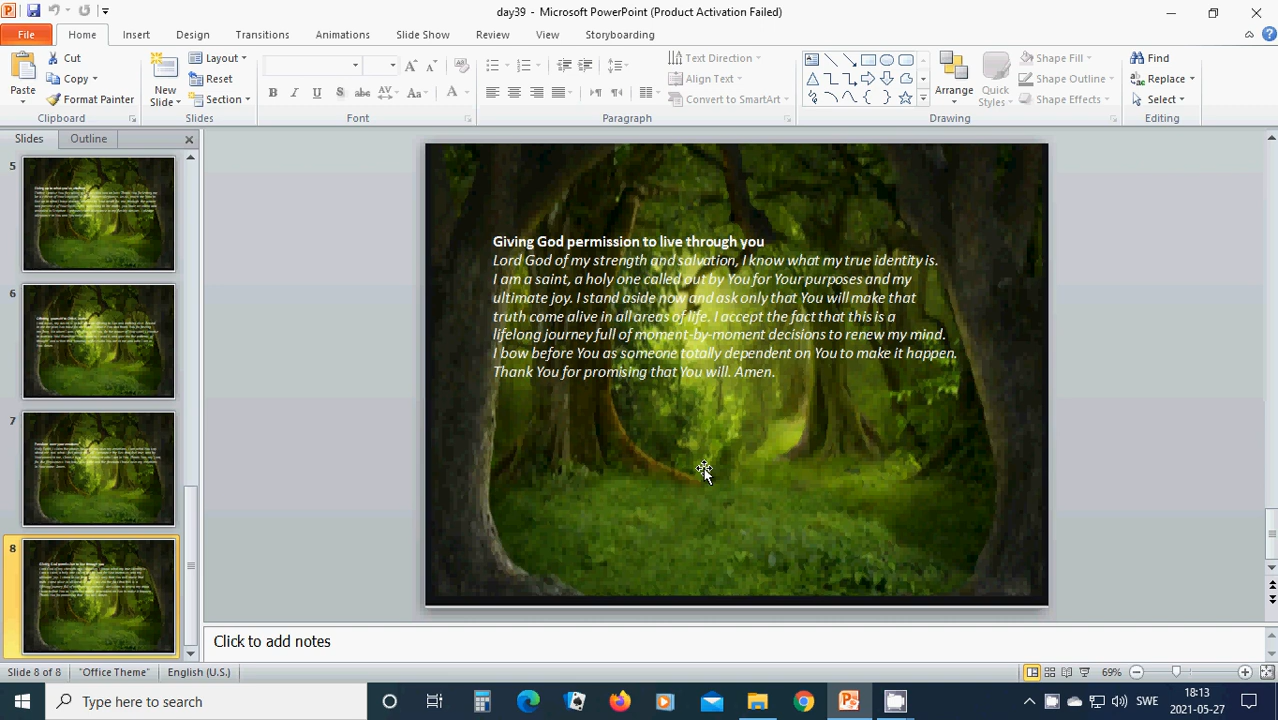 day39 - Microsoft PowerPoint (Product Activation Failed)
File Home Insert Design Transitions Animations Slide Show Review View Storyboarding
Paste
Cut
Copy
Format Painter
Clipboard
New Slide
Layout
Reset
Section
Slides
B I U S abc AV Aa A
Font
Text Direction
Align Text
Convert to SmartArt
Paragraph
Arrange
Quick Styles
Shape Fill
Shape Outline
Shape Effects
Drawing
Find
Replace
Select
Editing
Slides Outline
5
6
7
8
Giving God permission to live through you
Lord God of my strength and salvation, I know what my true identity is.
I am a saint, a holy one called out by You for Your purposes and my
ultimate joy. I stand aside now and ask only that You will make that
truth come alive in all areas of life. I accept the fact that this is a
lifelong journey full of moment-by-moment decisions to renew my mind.
I bow before You as someone totally dependent on You to make it happen.
Thank You for promising that You will. Amen.
Click to add notes
Slide 8 of 8 "Office Theme" English (U.S.) 69%
Type here to search
SWE
18:13
2021-05-27